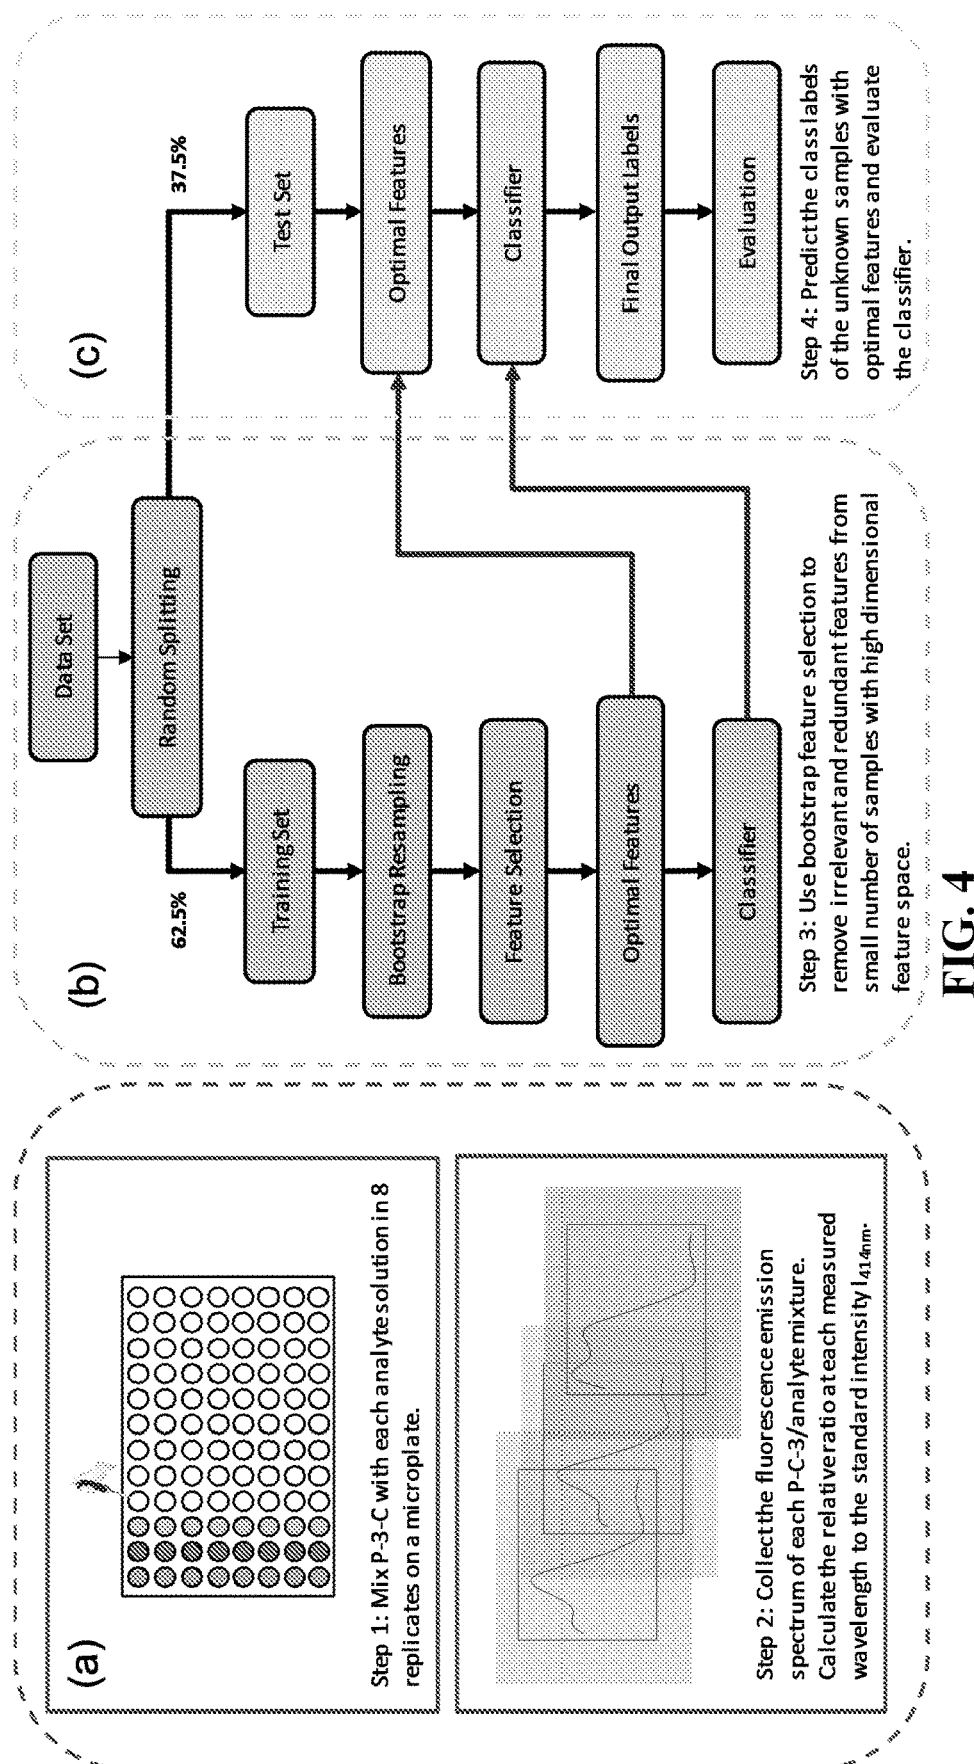 (a)
Step 1: Mix P-3-C with each analyte solution in 8
replicates on a microplate.
Step 2: Collect the fluorescence emission
spectrum of each P-C-3/analyte mixture.
Calculate the relative ratio at each measured
wavelength to the standard intensity I414nm.
(b)
Data Set
Random Splitting
62.5%
Training Set
Bootstrap Resampling
Feature Selection
Optimal Features
Classifier
Step 3: Use bootstrap feature selection to
remove irrelevant and redundant features from
small number of samples with high dimensional
feature space.
(c)
37.5%
Test Set
Optimal Features
Classifier
Final Output Labels
Evaluation
Step 4: Predict the class labels
of the unknown samples with
optimal features and evaluate
the classifier.
FIG. 4